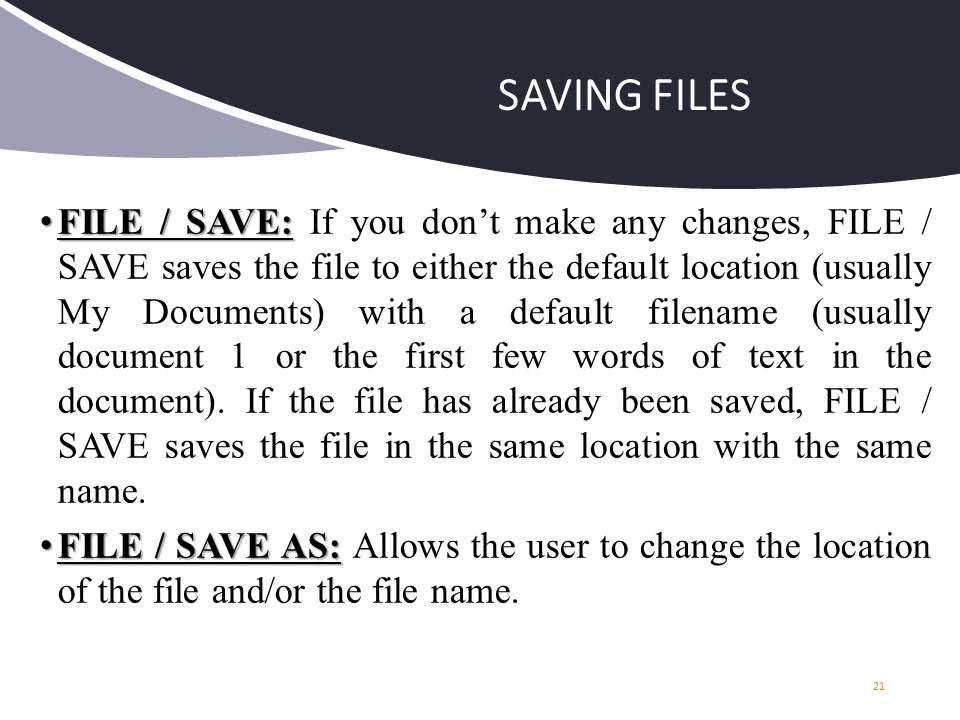 SAVING FILES
•FILE / SAVE: If you don’t make any changes, FILE /
SAVE saves the file to either the default location (usually
My Documents) with a default filename (usually
document 1 or the first few words of text in the
document). If the file has already been saved, FILE /
SAVE saves the file in the same location with the same
name.
•FILE / SAVE AS: Allows the user to change the location
of the file and/or the file name.
21